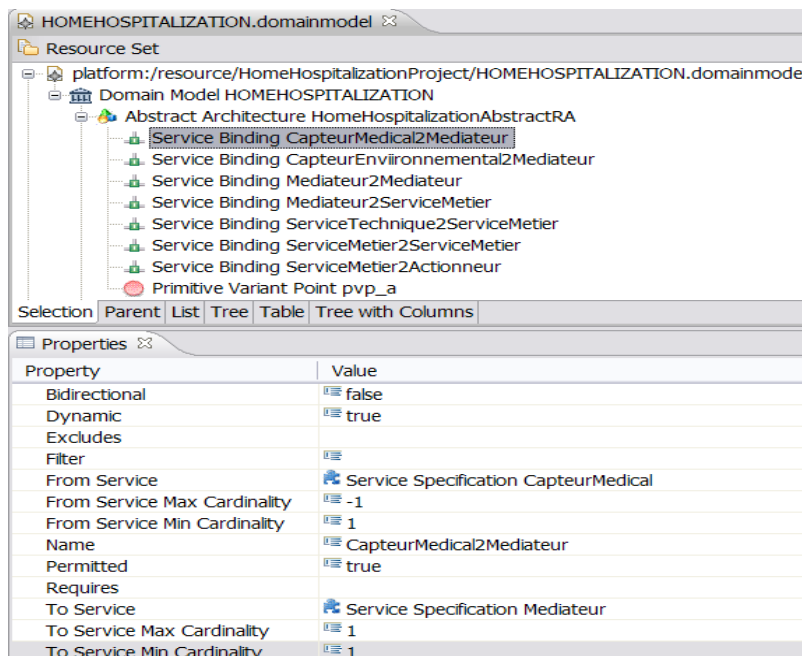 HOMEHOSPITALIZATION.domainmodel
Resource Set
platform:/resource/HomeHospitalizationProject/HOMEHOSPITALIZATION.domainmode
Domain Model HOMEHOSPITALIZATION
Abstract Architecture HomeHospitalizationAbstractRA
Service Binding CapteurMedical2Mediateur
Service Binding CapteurEnviironnemental2Mediateur
Service Binding Mediateur2Mediateur
Service Binding Mediateur2ServiceMetier
Service Binding ServiceTechnique2ServiceMetier
Service Binding ServiceMetier2ServiceMetier
Service Binding ServiceMetier2Actionneur
Primitive Variant Point pvp_a
Selection Parent List Tree Table Tree with Columns
Properties
Property Value
Bidirectional false
Dynamic true
Excludes
Filter
From Service Service Specification CapteurMedical
From Service Max Cardinality -1
From Service Min Cardinality 1
Name CapteurMedical2Mediateur
Permitted true
Requires
To Service Service Specification Mediateur
To Service Max Cardinality 1
To Service Min Cardinality 1